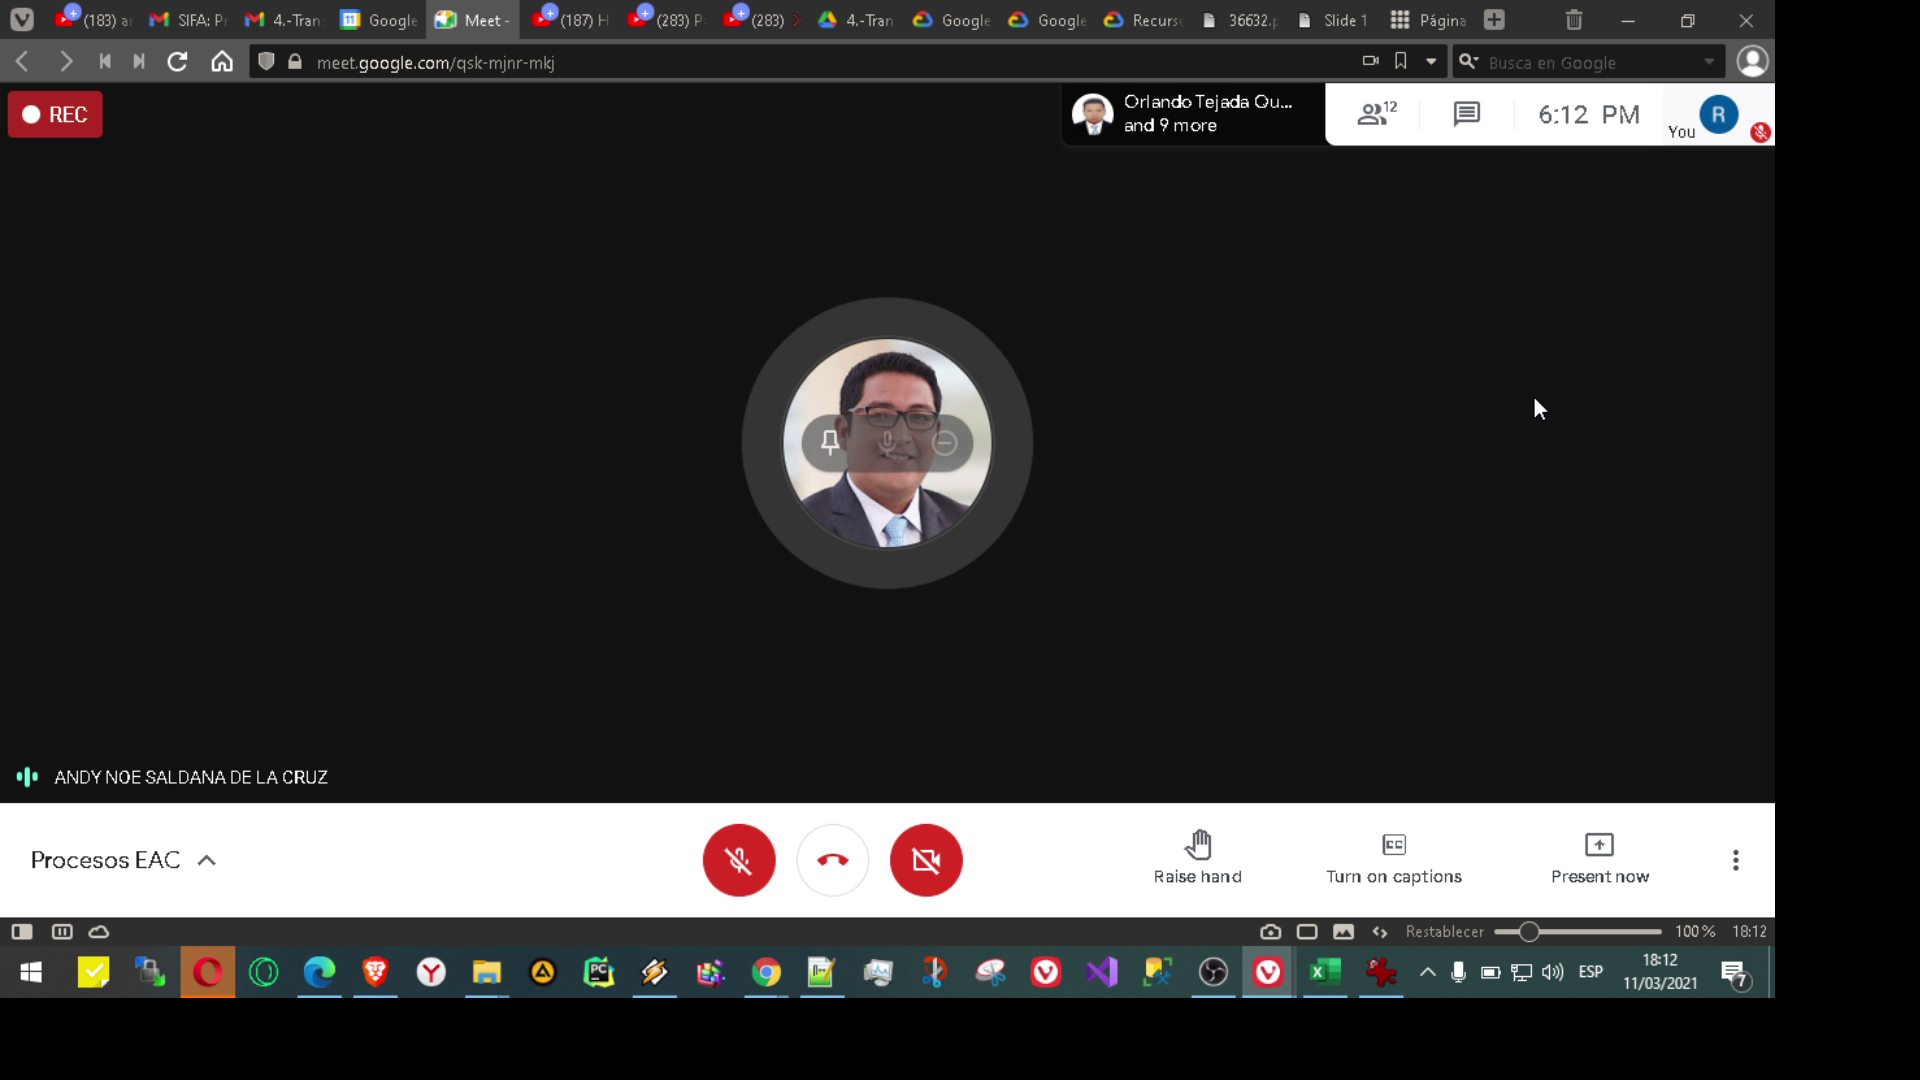 (183) ar
SIFA: Pr
4.-Tran
Google
Meet -
(187) H
(283) P
(283)
4.-Tran
Google
Google
Recurs
36632.p
Slide 1
Página
meet.google.com/qsk-mjnr-mkj
Busca en Google
REC
Orlando Tejada Qu...
and 9 more
12
6:12 PM
You
R
ANDY NOE SALDANA DE LA CRUZ
Procesos EAC
Raise hand
Turn on captions
Present now
Restablecer
100 %
18:12
ESP
18:12
11/03/2021
7